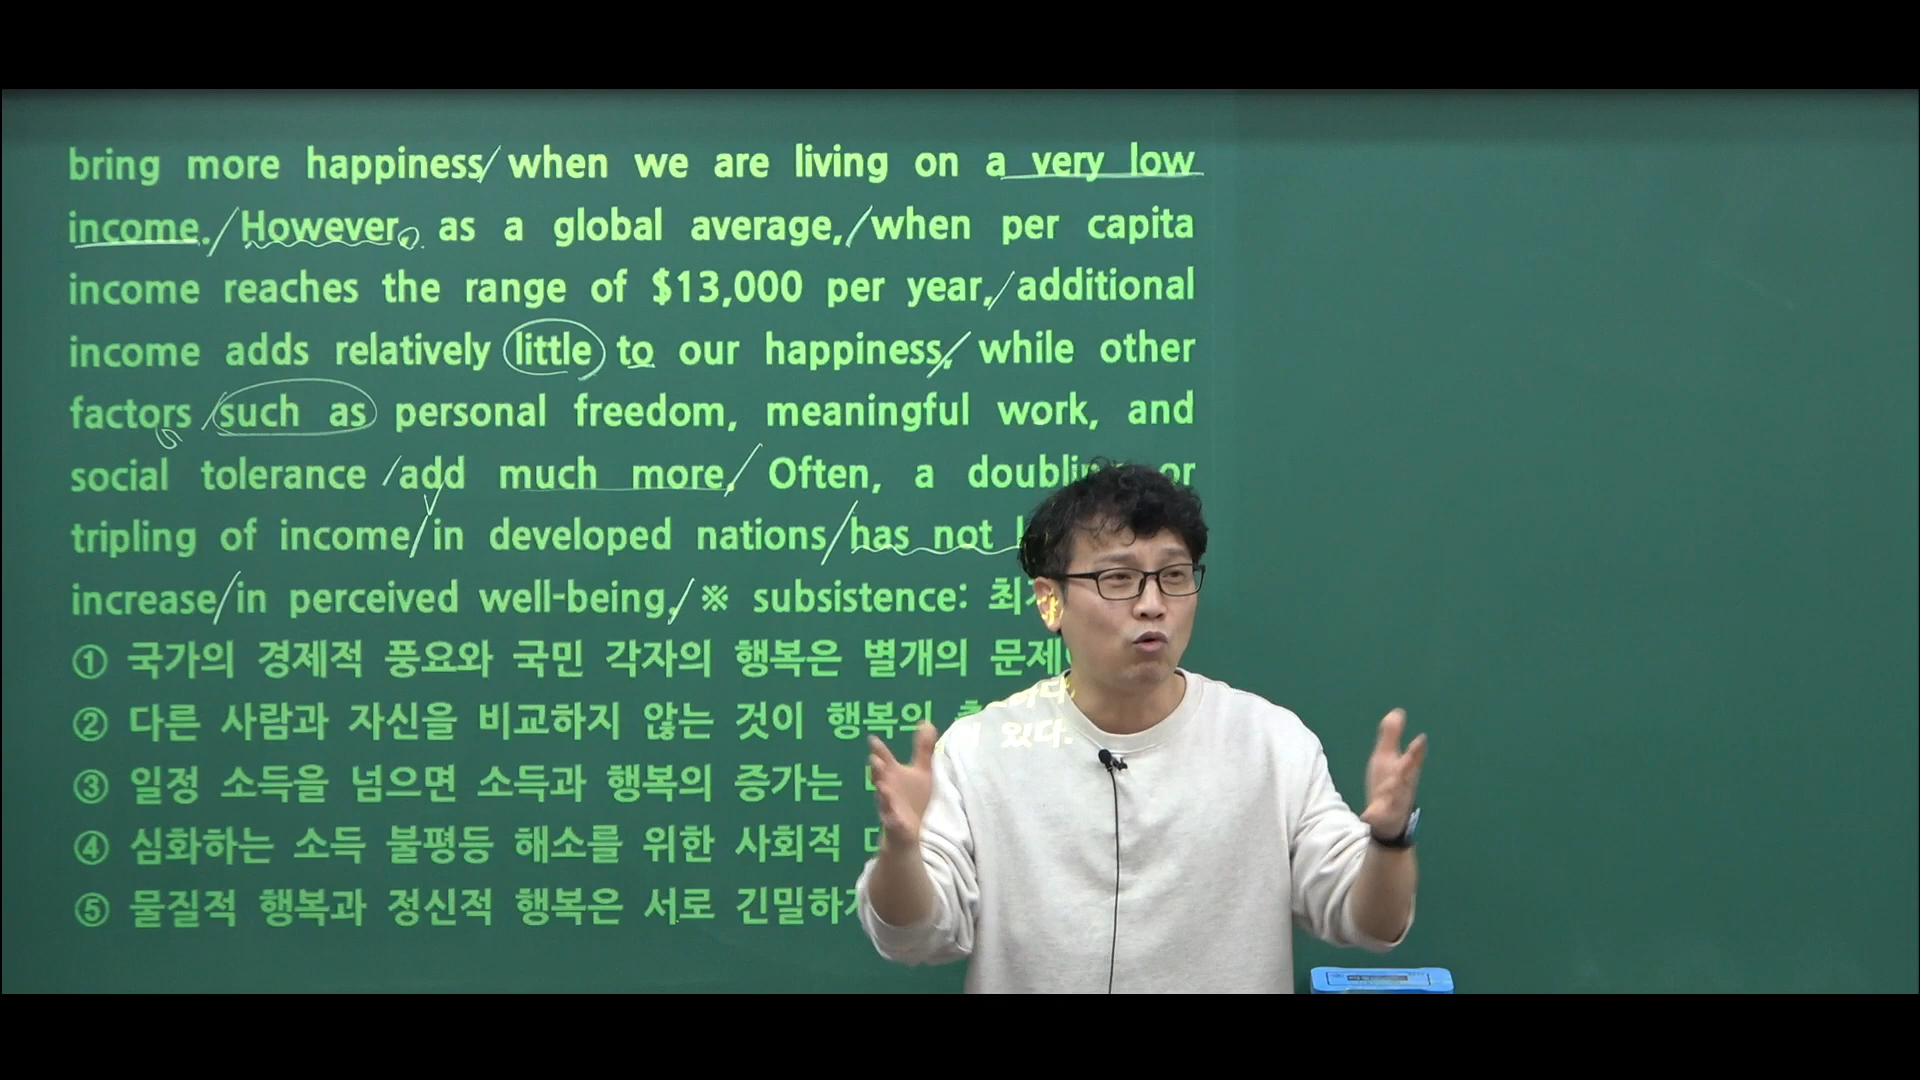 bring more happiness when we are living on a very low
income. However, as a global average, when per capita
income reaches the range of $13,000 per year, additional
income adds relatively little to our happiness, while other
factors such as personal freedom, meaningful work, and
social tolerance add much more. Often, a doubling or
tripling of income in developed nations has not
increase in perceived well-being. ※ subsistence:
① 국가의 경제적 풍요와 국민 각자의 행복은 별개의
② 다른 사람과 자신을 비교하지 않는 것이 행복의
있다.
③ 일정 소득을 넘으면 소득과 행복의 증가는
④ 심화하는 소득 불평등 해소를 위한 사회적
⑤ 물질적 행복과 정신적 행복은 서로